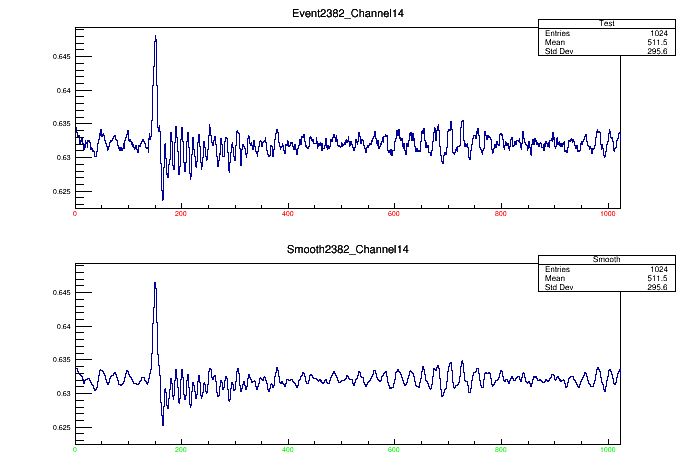 Event2382_Channel14
Test
Entries 1024
Mean 511.5
Std Dev 295.6
0.645
0.64
0.635
0.63
0.625
0 200 400 600 800 1000
Smooth2382_Channel14
Smooth
Entries 1024
Mean 511.5
Std Dev 295.6
0.645
0.64
0.635
0.63
0.625
0 200 400 600 800 1000